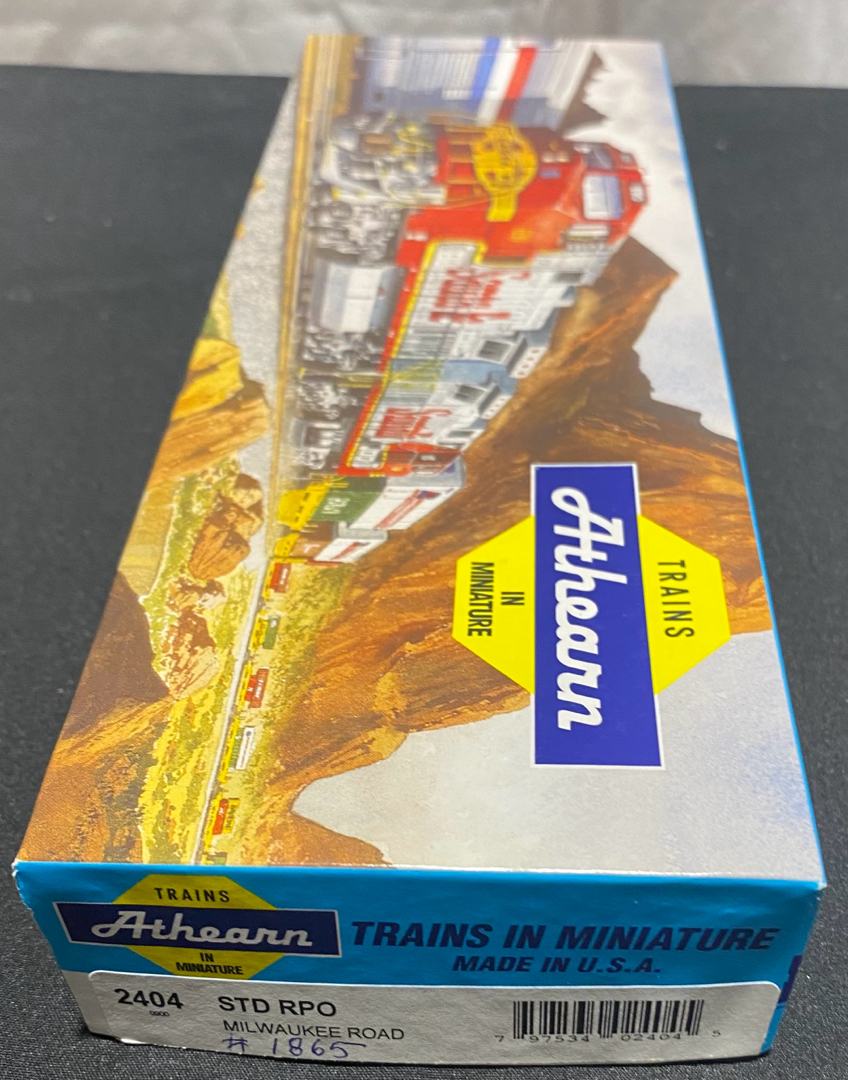 TRAINS
Athearn
IN
MINIATURE
TRAINS
Athearn
IN
MINIATURE
TRAINS IN MINIATURE
MADE IN U.S.A.
2404 STD RPO
0900
MILWAUKEE ROAD
# 1865
7 97534 02404 5